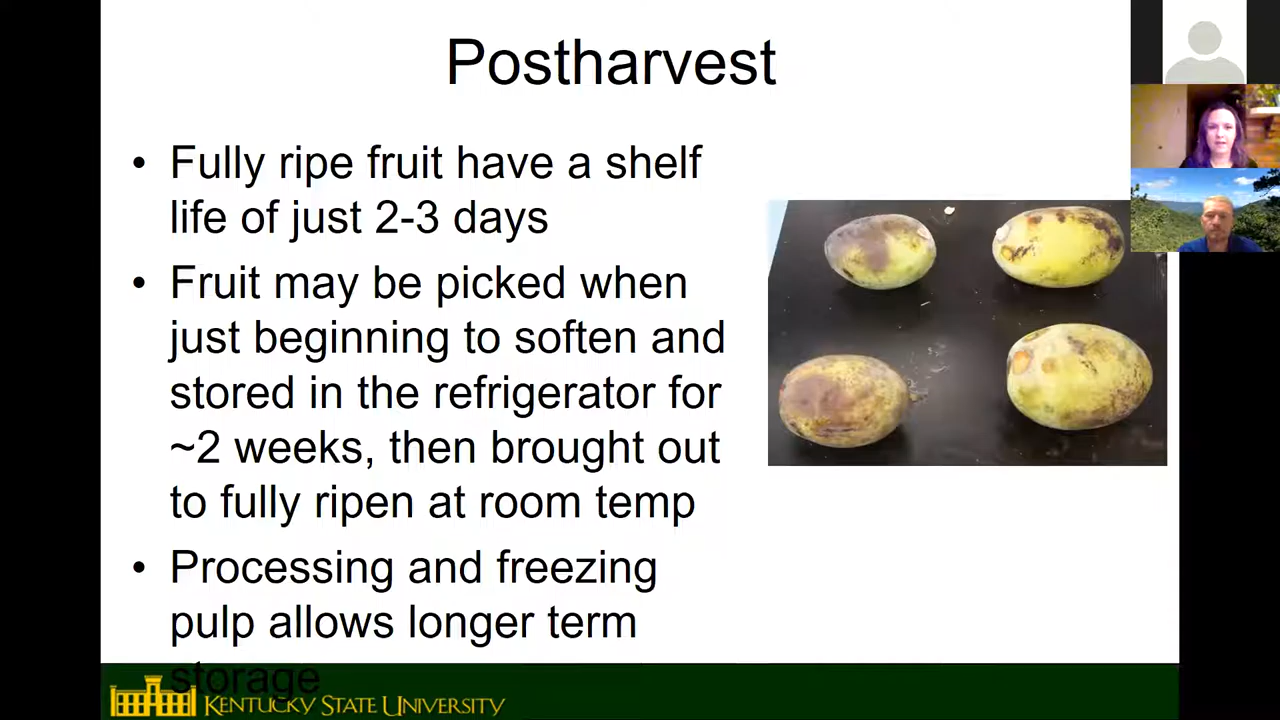 Postharvest
• Fully ripe fruit have a shelf
life of just 2-3 days
• Fruit may be picked when
just beginning to soften and
stored in the refrigerator for
~2 weeks, then brought out
to fully ripen at room temp
• Processing and freezing
pulp allows longer term
storage
KENTUCKY STATE UNIVERSITY